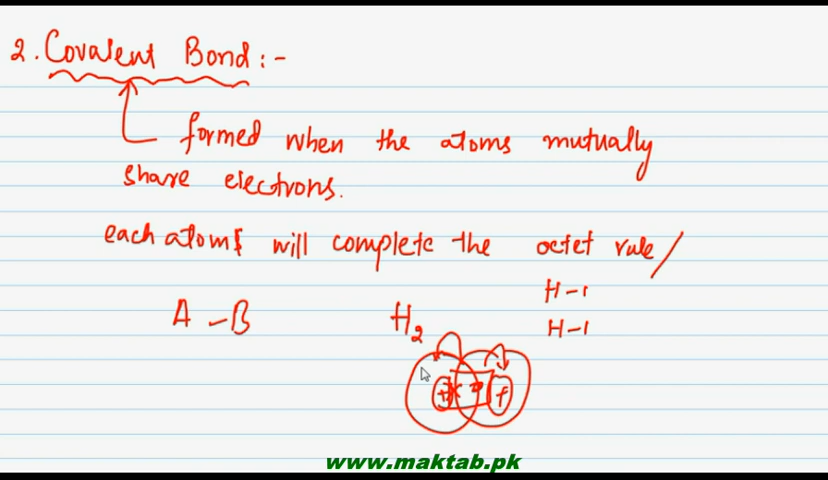 2. Covalent Bond :-
formed when the atoms mutually
share electrons.
each atoms will complete the octet rule/
H-1
A - B H2
H-1
+ x +
www.maktab.pk